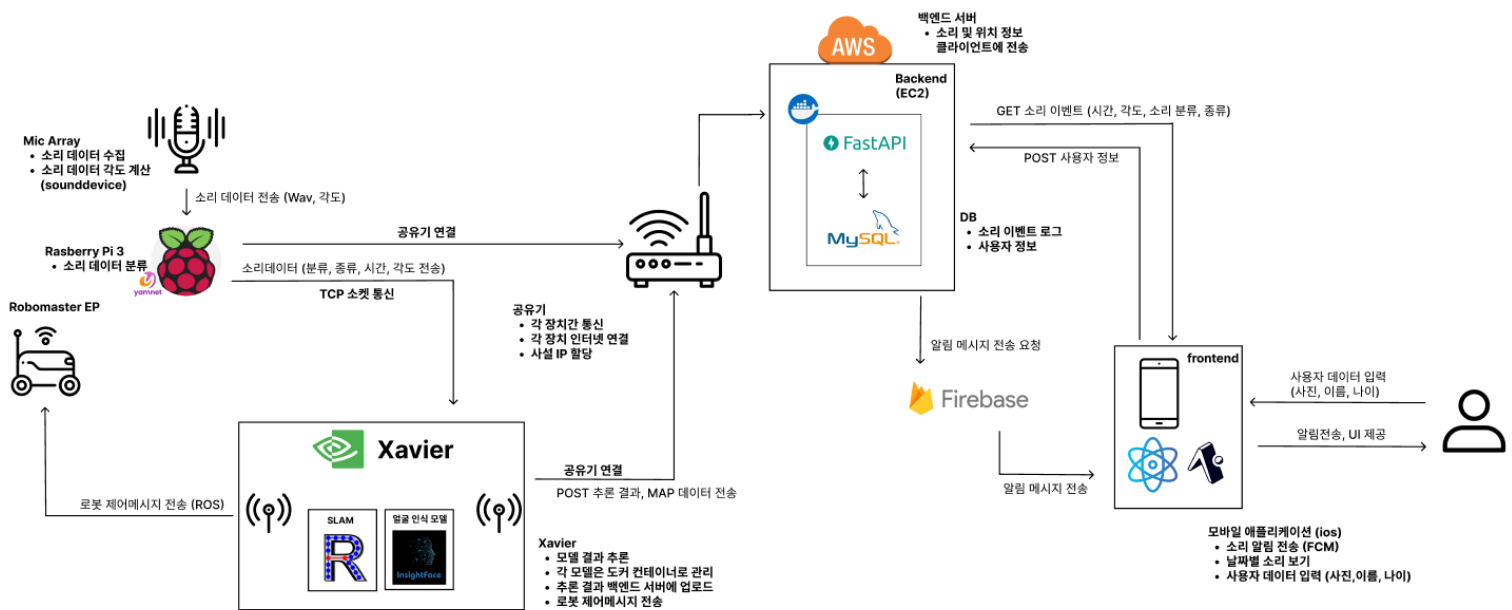 백엔드 서버
• 소리 및 위치 정보
클라이언트에 전송
AWS
Backend
(EC2)
FastAPI
MySQL
DB
• 소리 이벤트 로그
• 사용자 정보
GET 소리 이벤트 (시간, 각도, 소리 분류, 종류)
POST 사용자 정보
Mic Array
• 소리 데이터 수집
• 소리 데이터 각도 계산
(sounddevice)
소리 데이터 전송 (Wav, 각도)
Rasberry Pi 3
• 소리 데이터 분류
yamnet
공유기 연결
소리데이터 (분류, 종류, 시간, 각도 전송)
TCP 소켓 통신
Robomaster EP
공유기
• 각 장치간 통신
• 각 장치 인터넷 연결
• 사설 IP 할당
알림 메시지 전송 요청
Firebase
알림 메시지 전송
frontend
사용자 데이터 입력
(사진, 이름, 나이)
알림전송, UI 제공
Xavier
로봇 제어메시지 전송 (ROS)
SLAM
R
얼굴 인식 모델
InsightFace
공유기 연결
POST 추론 결과, MAP 데이터 전송
Xavier
• 모델 결과 추론
• 각 모델은 도커 컨테이너로 관리
• 추론 결과 백엔드 서버에 업로드
• 로봇 제어메시지 전송
모바일 애플리케이션 (ios)
• 소리 알림 전송 (FCM)
• 날짜별 소리 보기
• 사용자 데이터 입력 (사진,이름, 나이)